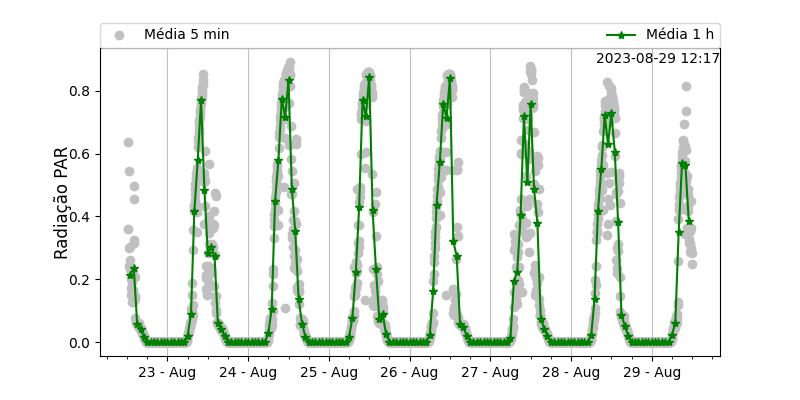 Média 5 min
Média 1 h
2023-08-29 12:17
Radiação PAR
0.8
0.6
0.4
0.2
0.0
23 - Aug
24 - Aug
25 - Aug
26 - Aug
27 - Aug
28 - Aug
29 - Aug